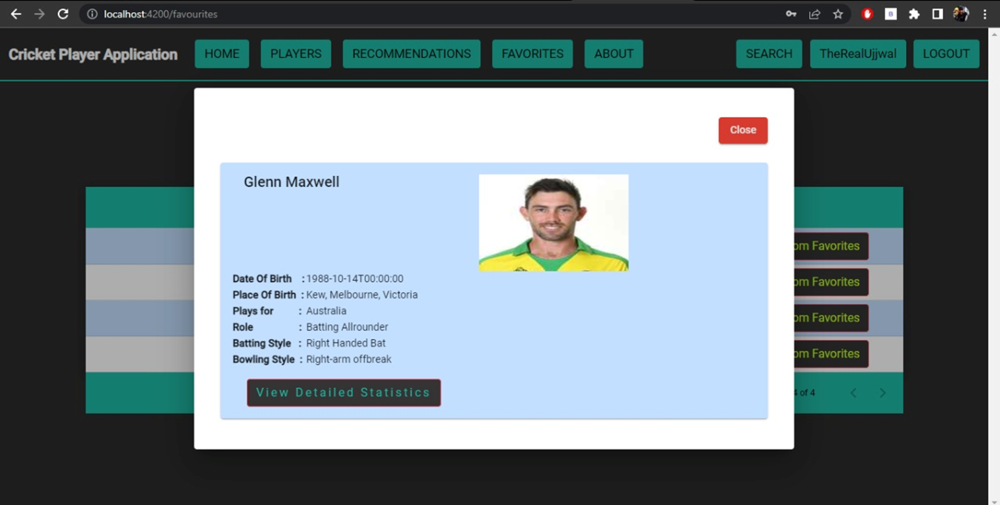 localhost:4200/favourites
Cricket Player Application HOME PLAYERS RECOMMENDATIONS FAVORITES ABOUT SEARCH TheRealUjjwal LOGOUT
Close
Glenn Maxwell
om Favorites
Date Of Birth : 1988-10-14T00:00:00
om Favorites
Place Of Birth : Kew, Melbourne, Victoria
Plays for : Australia
om Favorites
Role : Batting Allrounder
Batting Style : Right Handed Bat
om Favorites
Bowling Style : Right-arm offbreak
View Detailed Statistics
4 of 4